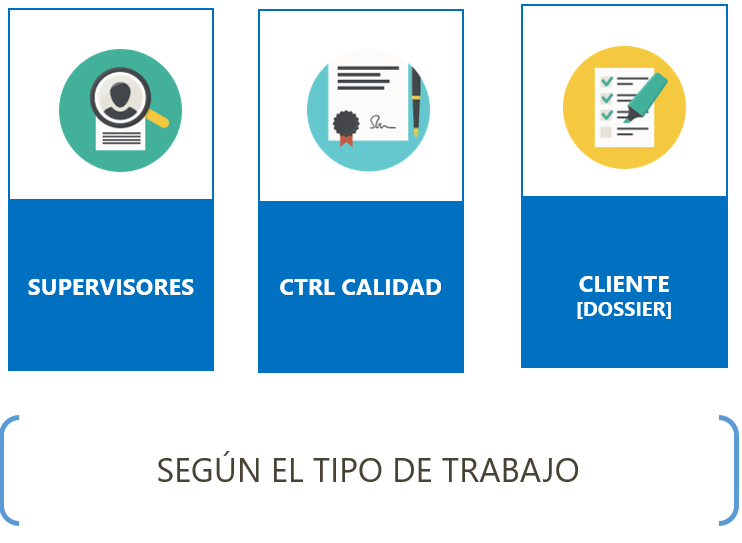 SUPERVISORES
CTRL CALIDAD
CLIENTE
[DOSSIER]
SEGÚN EL TIPO DE TRABAJO